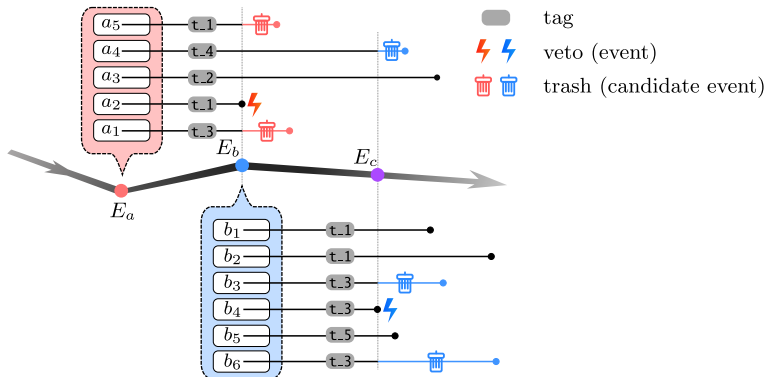 a5 t_1
a4 t_4
a3 t_2
a2 t_1
a1 t_3
tag
veto (event)
trash (candidate event)
Ea
Eb
Ec
b1 t_1
b2 t_1
b3 t_3
b4 t_3
b5 t_5
b6 t_3